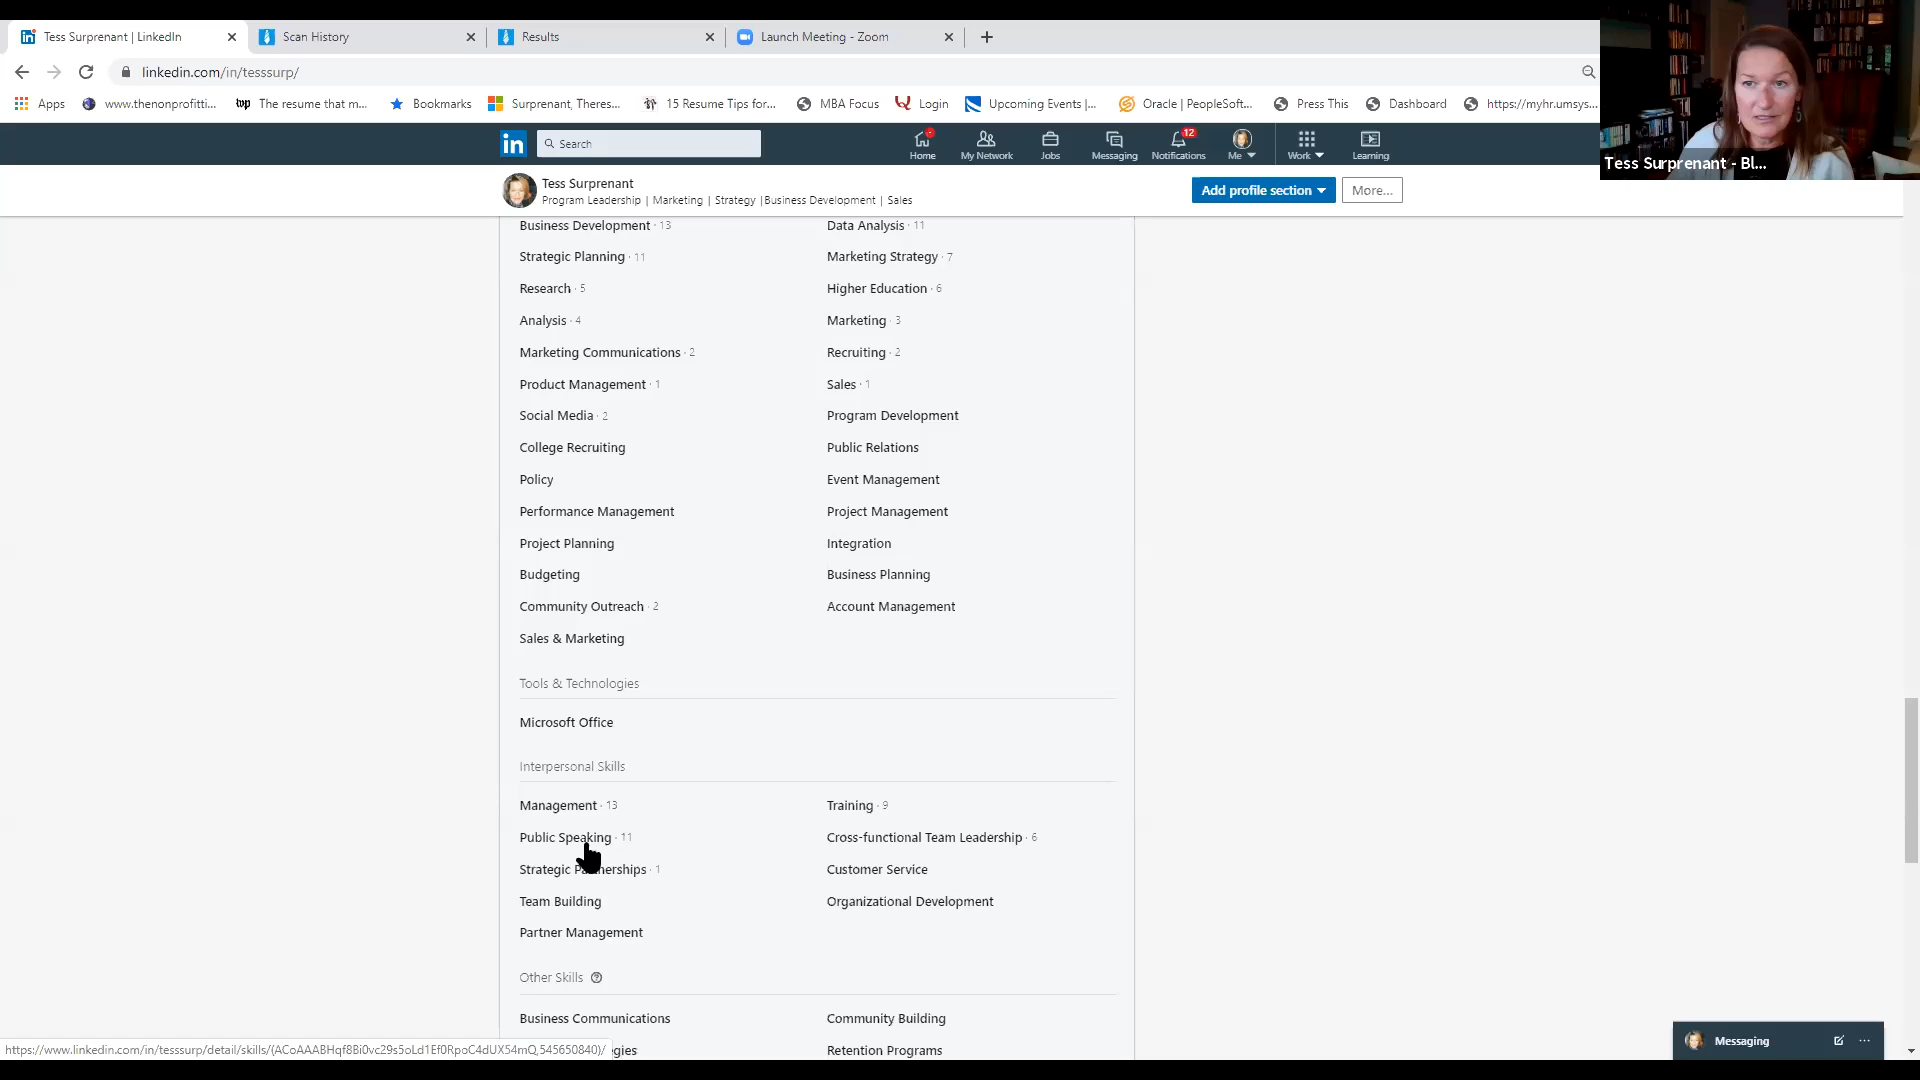 Tess Surprenant | LinkedIn
Scan History
Results
Launch Meeting - Zoom
linkedin.com/in/tesssurp/
Apps
www.thenonprofitti...
wp The resume that m...
Bookmarks
Surprenant, Theres...
15 Resume Tips for...
MBA Focus
Login
Upcoming Events |...
Oracle | PeopleSoft...
Press This
Dashboard
https://myhr.umsys...
Tess Surprenant - Bl...
in
Search
Home
My Network
Jobs
Messaging
12
Notifications
Me
Work
Learning
Tess Surprenant
Program Leadership | Marketing | Strategy |Business Development | Sales
Add profile section
More...
Business Development · 13
Data Analysis · 11
Strategic Planning · 11
Marketing Strategy · 7
Research · 5
Higher Education · 6
Analysis · 4
Marketing · 3
Marketing Communications · 2
Recruiting · 2
Product Management · 1
Sales · 1
Social Media · 2
Program Development
College Recruiting
Public Relations
Policy
Event Management
Performance Management
Project Management
Project Planning
Integration
Budgeting
Business Planning
Community Outreach · 2
Account Management
Sales & Marketing
Tools & Technologies
Microsoft Office
Interpersonal Skills
Management · 13
Training · 9
Public Speaking · 11
Cross-functional Team Leadership · 6
Strategic Partnerships · 1
Customer Service
Team Building
Organizational Development
Partner Management
Other Skills
Business Communications
Community Building
Retention Programs
Messaging